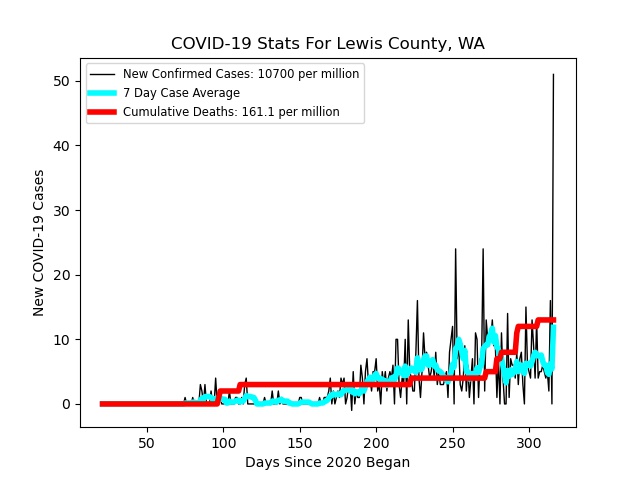 COVID-19 Stats For Lewis County, WA
New Confirmed Cases: 10700 per million
7 Day Case Average
Cumulative Deaths: 161.1 per million
New COVID-19 Cases
50
40
30
20
10
0
50 100 150 200 250 300
Days Since 2020 Began